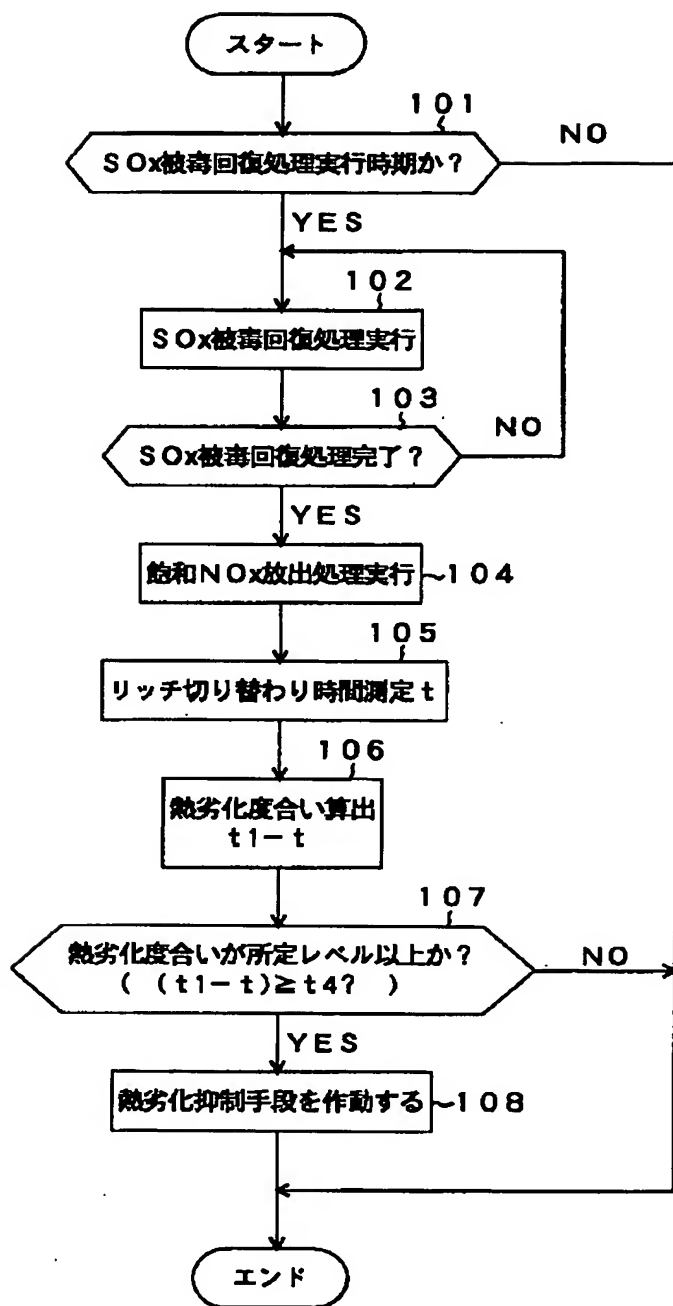 スタート
101
SOx被毒回復処理実行時期か?
NO
YES
102
SOx被毒回復処理実行
103
SOx被毒回復処理完了?
NO
YES
飽和NOx放出処理実行
104
105
リッチ切り替わり時間測定t
106
熱劣化度合い算出
t1-t
107
熱劣化度合いが所定レベル以上か?
( (t1-t)≧t4? )
NO
YES
熱劣化抑制手段を作動する
108
エンド